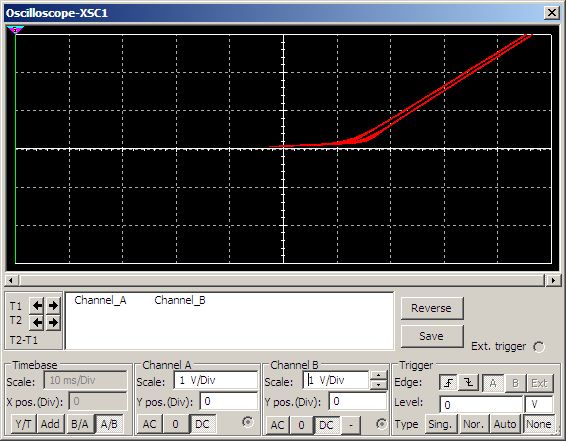 Oscilloscope-XSC1
T1
T2
T2-T1
Channel_A Channel_B
Reverse
Save
Ext. trigger
Timebase
Scale: 10 ms/Div
X pos.(Div): 0
Y/T Add B/A A/B
Channel A
Scale: 1 V/Div
Y pos.(Div): 0
AC 0 DC
Channel B
Scale: 1 V/Div
Y pos.(Div): 0
AC 0 DC -
Trigger
Edge: A B Ext
Level: 0 V
Type Sing. Nor. Auto None